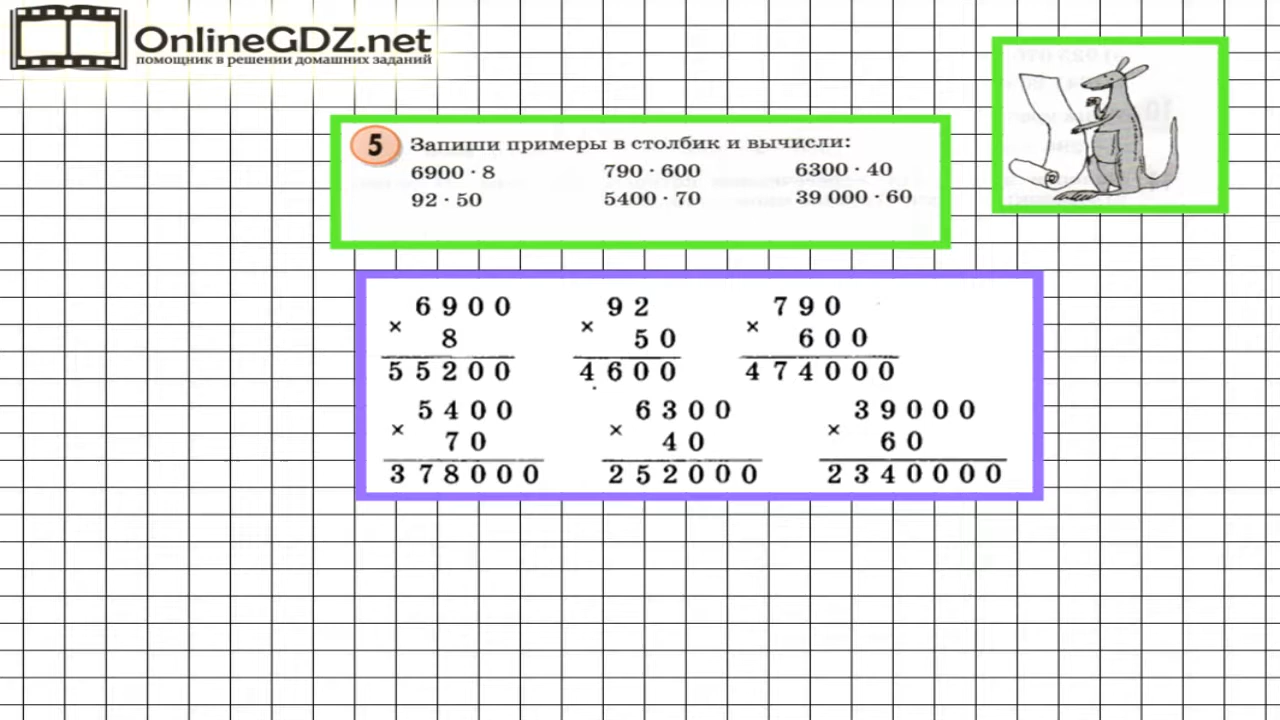 OnlineGDZ.net
помощник в решении домашних заданий
5 Запиши примеры в столбик и вычисли:
6900 · 8 790 · 600 6300 · 40
92 · 50 5400 · 70 39 000 · 60
6900 92 790
× 8 × 50 × 600
55200 4600 474000
5400 6300 39000
× 70 × 40 × 60
378000 252000 2340000